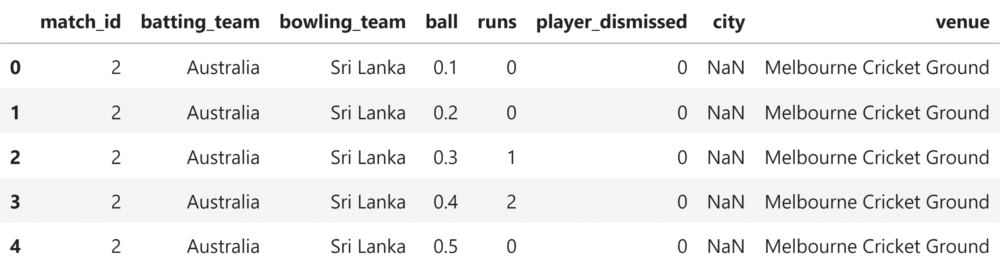 match_id batting_team bowling_team ball runs player_dismissed city venue
0 2 Australia Sri Lanka 0.1 0 0 NaN Melbourne Cricket Ground
1 2 Australia Sri Lanka 0.2 0 0 NaN Melbourne Cricket Ground
2 2 Australia Sri Lanka 0.3 1 0 NaN Melbourne Cricket Ground
3 2 Australia Sri Lanka 0.4 2 0 NaN Melbourne Cricket Ground
4 2 Australia Sri Lanka 0.5 0 0 NaN Melbourne Cricket Ground